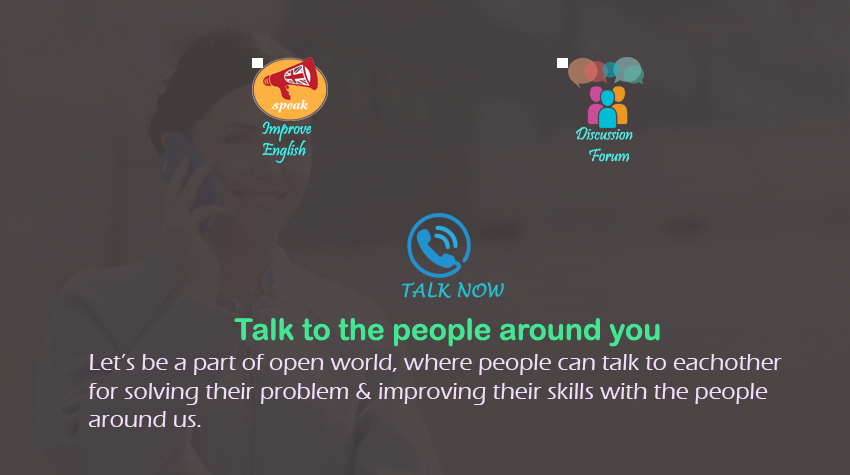 speak
Improve
English
Discussion
Forum
TALK NOW
Talk to the people around you
Let's be a part of open world, where people can talk to eachother
for solving their problem & improving their skills with the people
around us.